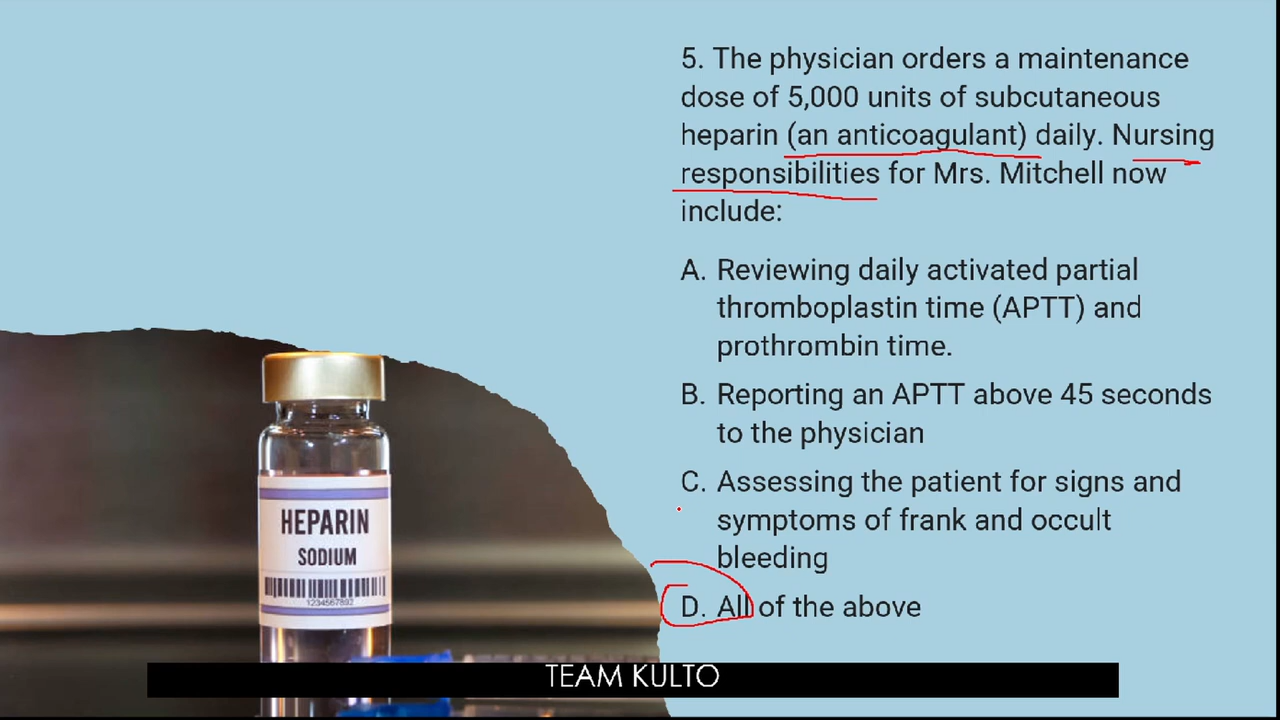 5. The physician orders a maintenance
dose of 5,000 units of subcutaneous
heparin (an anticoagulant) daily. Nursing
responsibilities for Mrs. Mitchell now
include:
A. Reviewing daily activated partial
thromboplastin time (APTT) and
prothrombin time.
B. Reporting an APTT above 45 seconds
to the physician
C. Assessing the patient for signs and
symptoms of frank and occult
bleeding
D. All of the above
HEPARIN
SODIUM
1234567892
TEAM KULTO